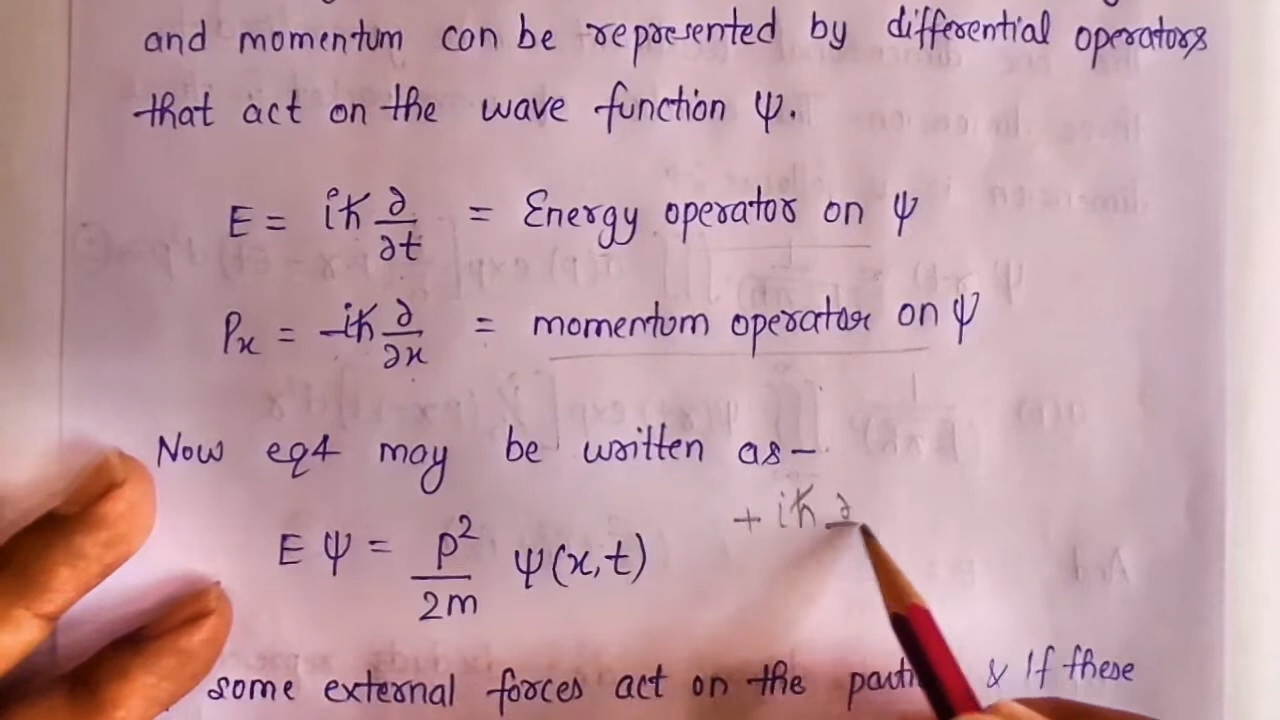 and momentum can be represented by differential operators
that act on the wave function ψ.
E = iħ ∂/∂t = Energy operator on ψ
Px = -iħ ∂/∂x = momentum operator on ψ
Now eq4 may be written as-
+ iħ ∂
E ψ = p²/2m ψ(x,t)
some external forces act on the & If these